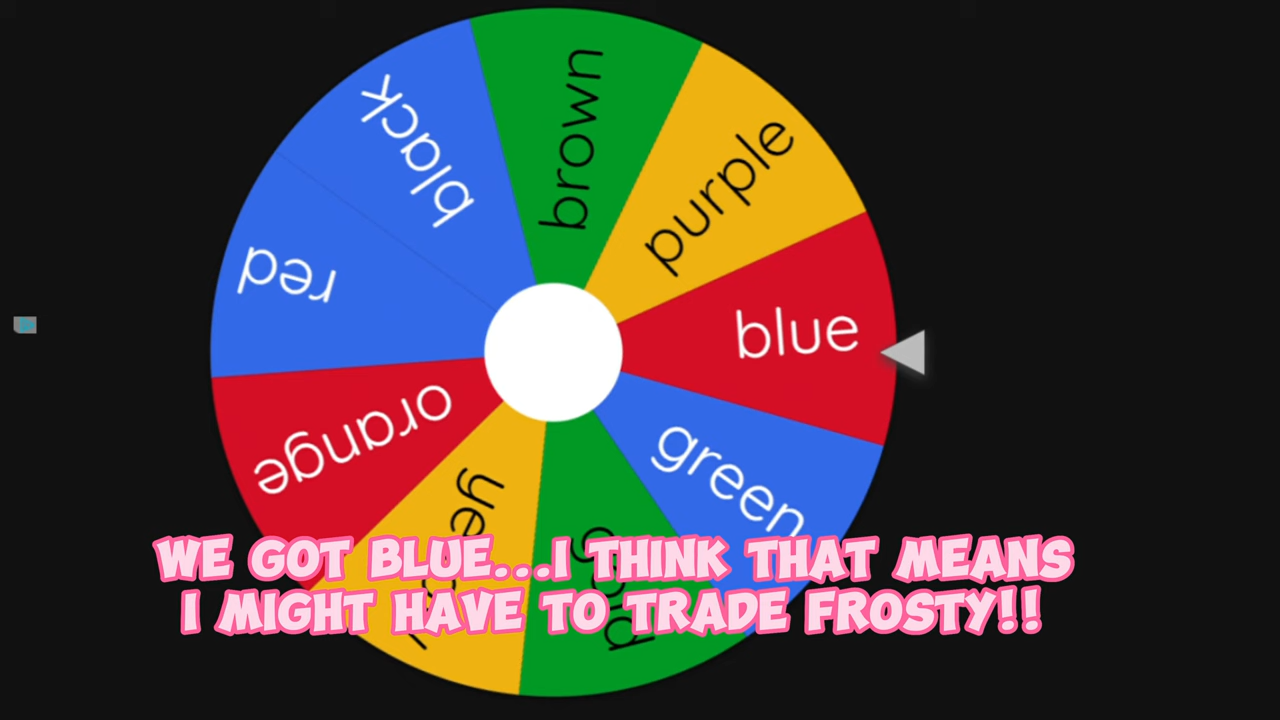 brown
purple
blue
green
black
red
orange
WE GOT BLUE...I THINK THAT MEANS
I MIGHT HAVE TO TRADE FROSTY!!